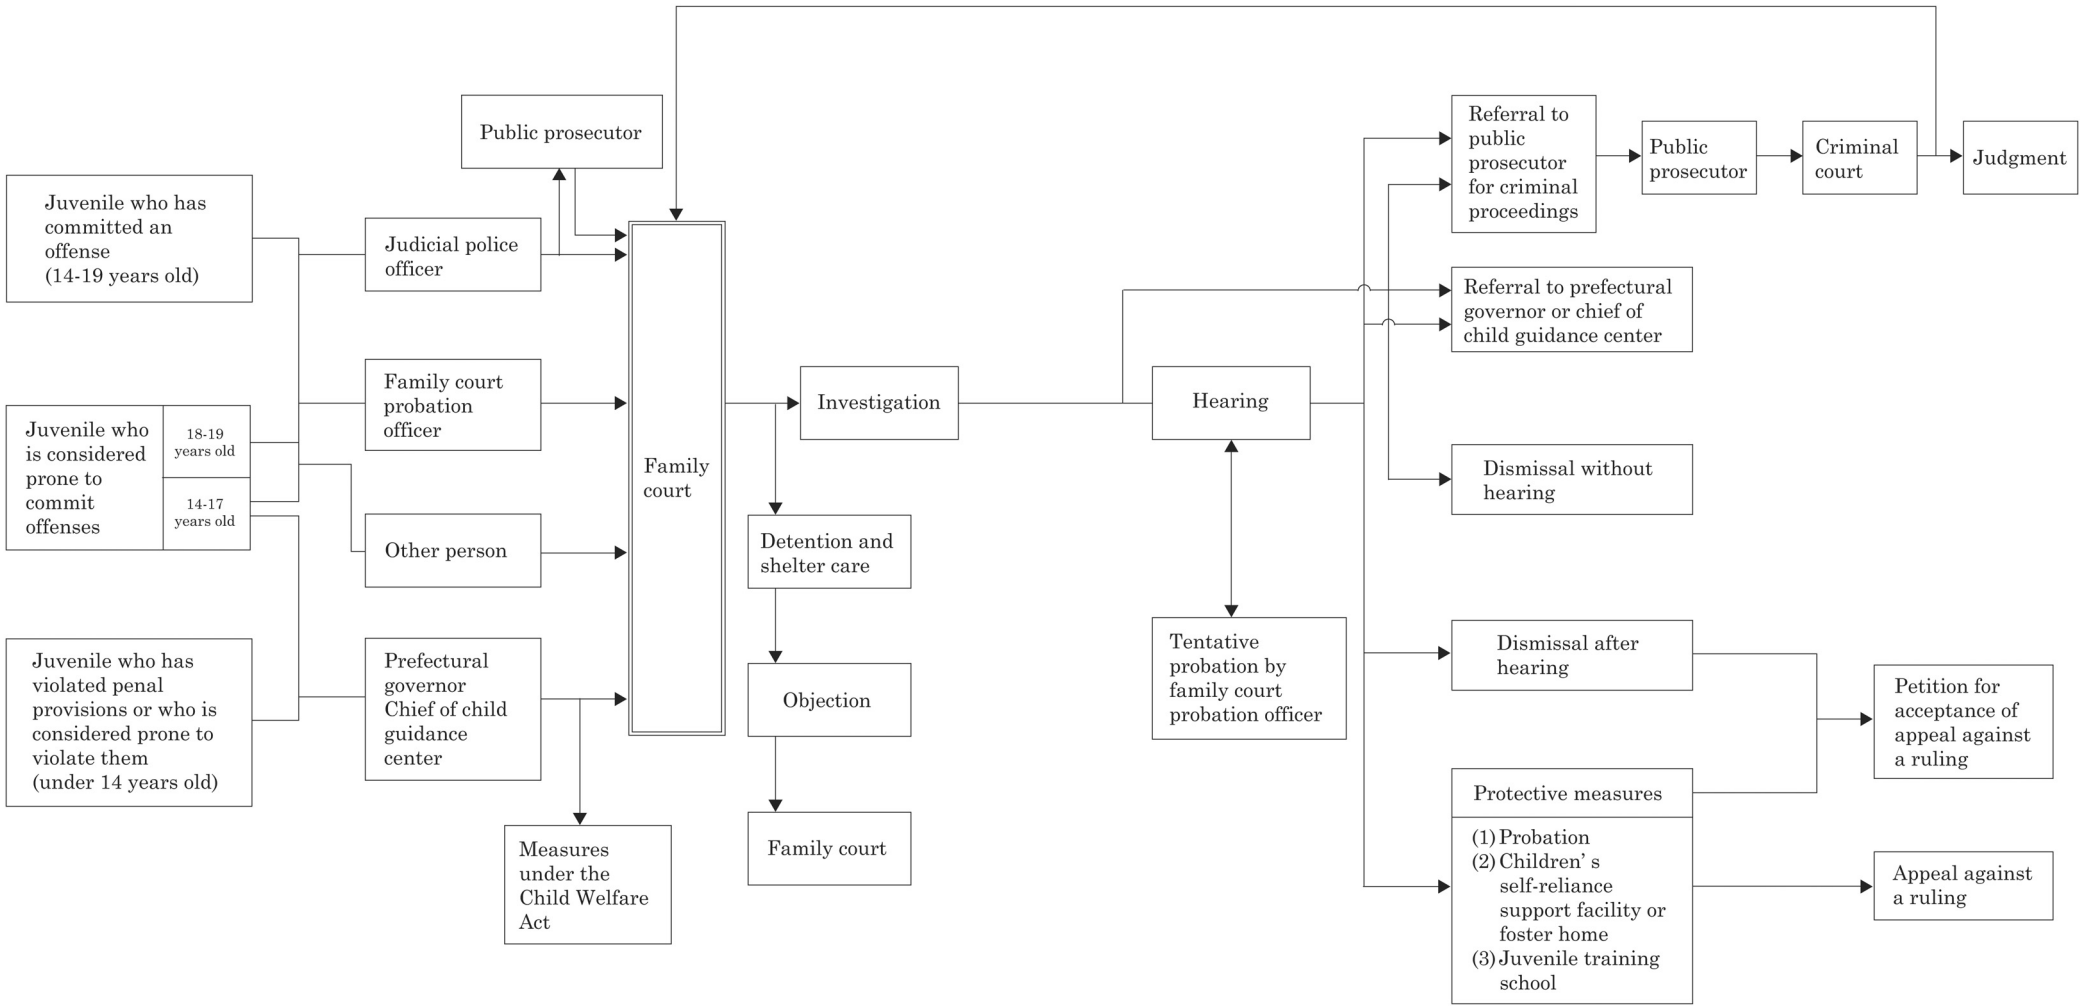 Public prosecutor
Juvenile who has
committed an
offense
(14-19 years old)
Judicial police
officer
Juvenile who
is considered
prone to
commit
offenses
18-19
years old
14-17
years old
Family court
probation
officer
Other person
Juvenile who has
violated penal
provisions or who is
considered prone to
violate them
(under 14 years old)
Prefectural
governor
Chief of child
guidance
center
Measures
under the
Child Welfare
Act
Family
court
Investigation
Detention and
shelter care
Objection
Family court
Hearing
Tentative
probation by
family court
probation officer
Referral to
public
prosecutor
for criminal
proceedings
Public
prosecutor
Criminal
court
Judgment
Referral to prefectural
governor or chief of
child guidance center
Dismissal without
hearing
Dismissal after
hearing
Protective measures
(1) Probation
(2) Children's
self-reliance
support facility or
foster home
(3) Juvenile training
school
Petition for
acceptance of
appeal against
a ruling
Appeal against
a ruling